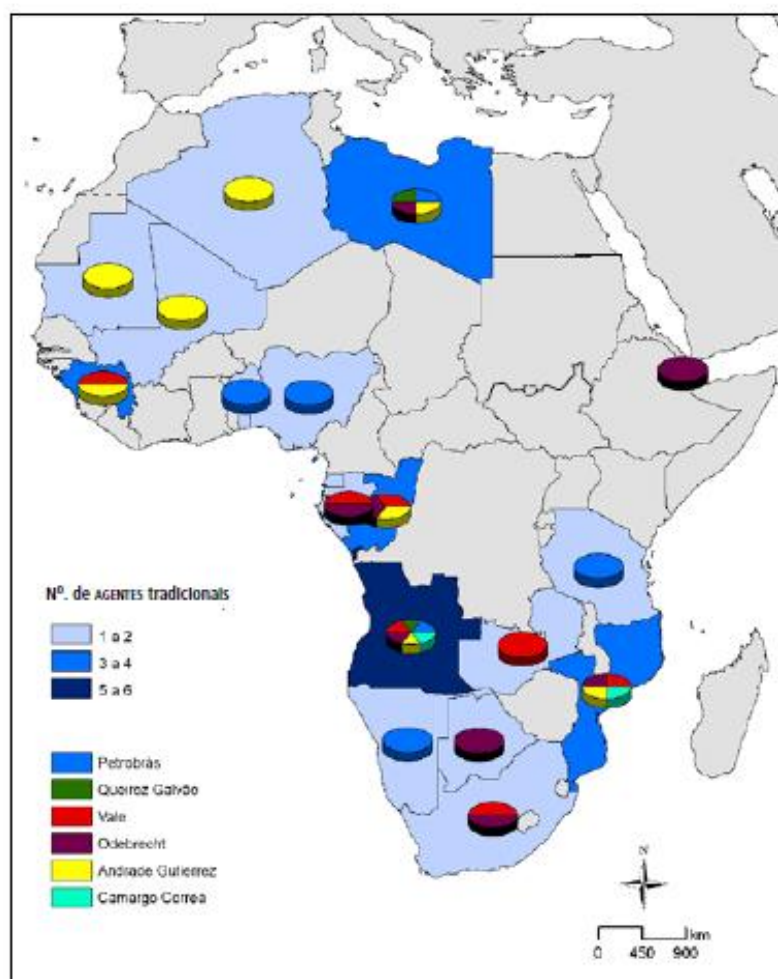 Nº. de AGENTES tradicionais
1 a 2
3 a 4
5 a 6
Petrobrás
Queiroz Galvão
Vale
Odebrecht
Andrade Gutierrez
Camargo Correa
N
km
0 450 900